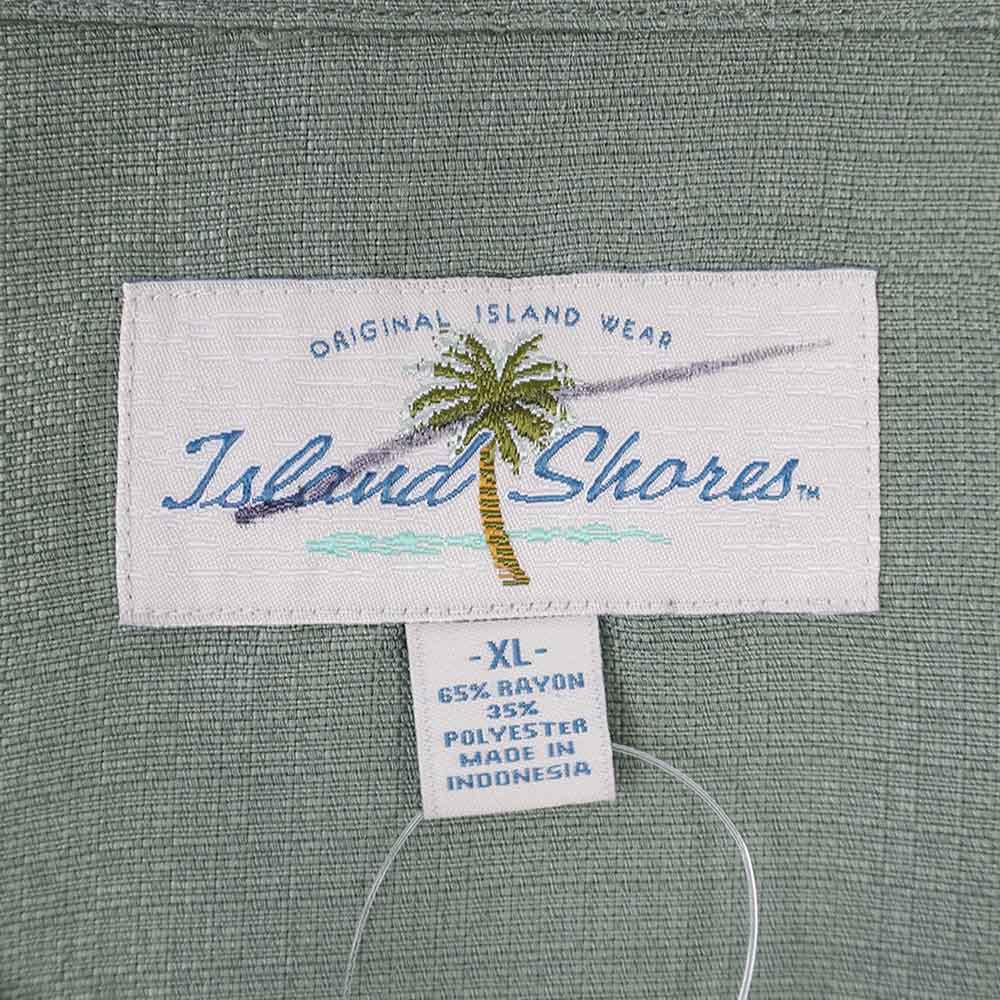 ORIGINAL ISLAND WEAR
Island Shores™
-XL-
65% RAYON
35%
POLYESTER
MADE IN
INDONESIA